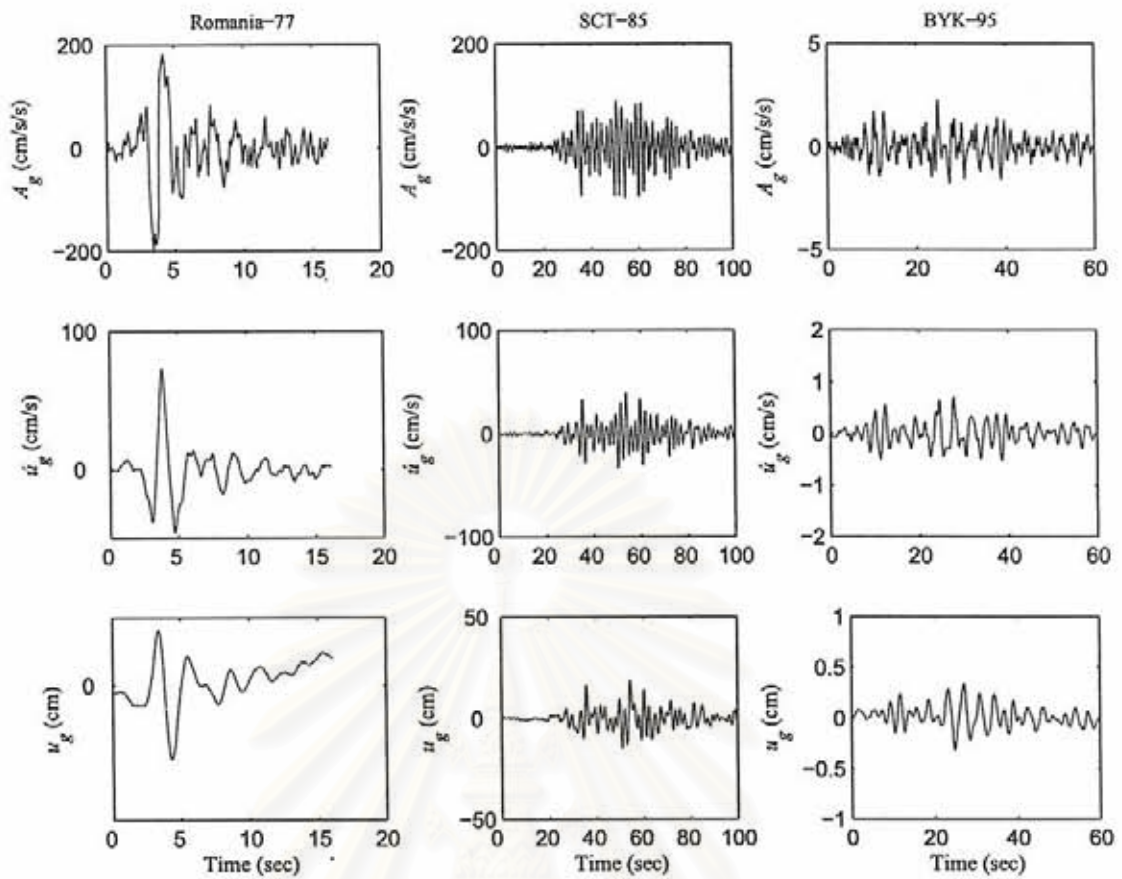 Romania−77 SCT−85 BYK−95
200 200 5
A_g (cm/s/s) A_g (cm/s/s) A_g (cm/s/s)
0 0 0
−200 −200 −5
0 5 10 15 20 0 20 40 60 80 100 0 20 40 60
100 100 2
1
u̇_g (cm/s) u̇_g (cm/s) u̇_g (cm/s)
0 0 0
−1
−100 −2
0 5 10 15 20 0 20 40 60 80 100 0 20 40 60
50 1
0.5
u_g (cm) u_g (cm) u_g (cm)
0 0 0
−0.5
−50 −1
0 5 10 15 20 0 20 40 60 80 100 0 20 40 60
Time (sec) Time (sec) Time (sec)